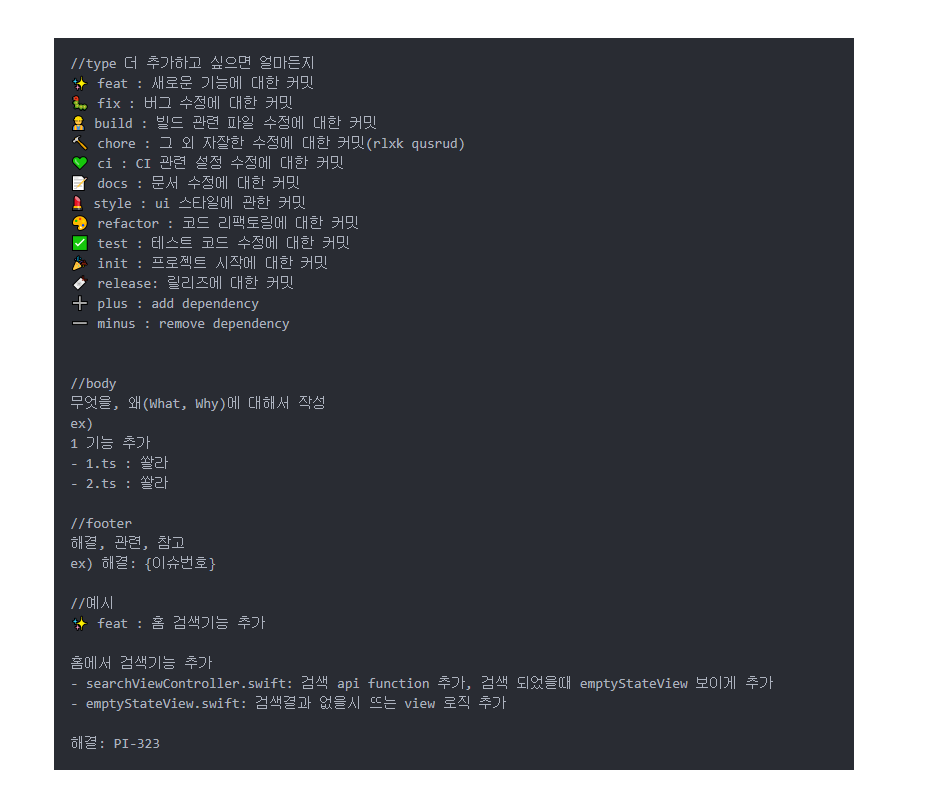 //type 더 추가하고 싶으면 얼마든지
✨ feat : 새로운 기능에 대한 커밋
🐛 fix : 버그 수정에 대한 커밋
👷 build : 빌드 관련 파일 수정에 대한 커밋
🔨 chore : 그 외 자잘한 수정에 대한 커밋(rlxk qusrud)
💚 ci : CI 관련 설정 수정에 대한 커밋
📝 docs : 문서 수정에 대한 커밋
💄 style : ui 스타일에 관한 커밋
🎨 refactor : 코드 리팩토링에 대한 커밋
✅ test : 테스트 코드 수정에 대한 커밋
🎉 init : 프로젝트 시작에 대한 커밋
🔖 release: 릴리즈에 대한 커밋
➕ plus : add dependency
➖ minus : remove dependency
//body
무엇을, 왜(What, Why)에 대해서 작성
ex)
1 기능 추가
- 1.ts : 쏼라
- 2.ts : 쏼라
//footer
해결, 관련, 참고
ex) 해결: {이슈번호}
//예시
✨ feat : 홈 검색기능 추가
홈에서 검색기능 추가
- searchViewController.swift: 검색 api function 추가, 검색 되었을때 emptyStateView 보이게 추가
- emptyStateView.swift: 검색결과 없을시 뜨는 view 로직 추가
해결: PI-323